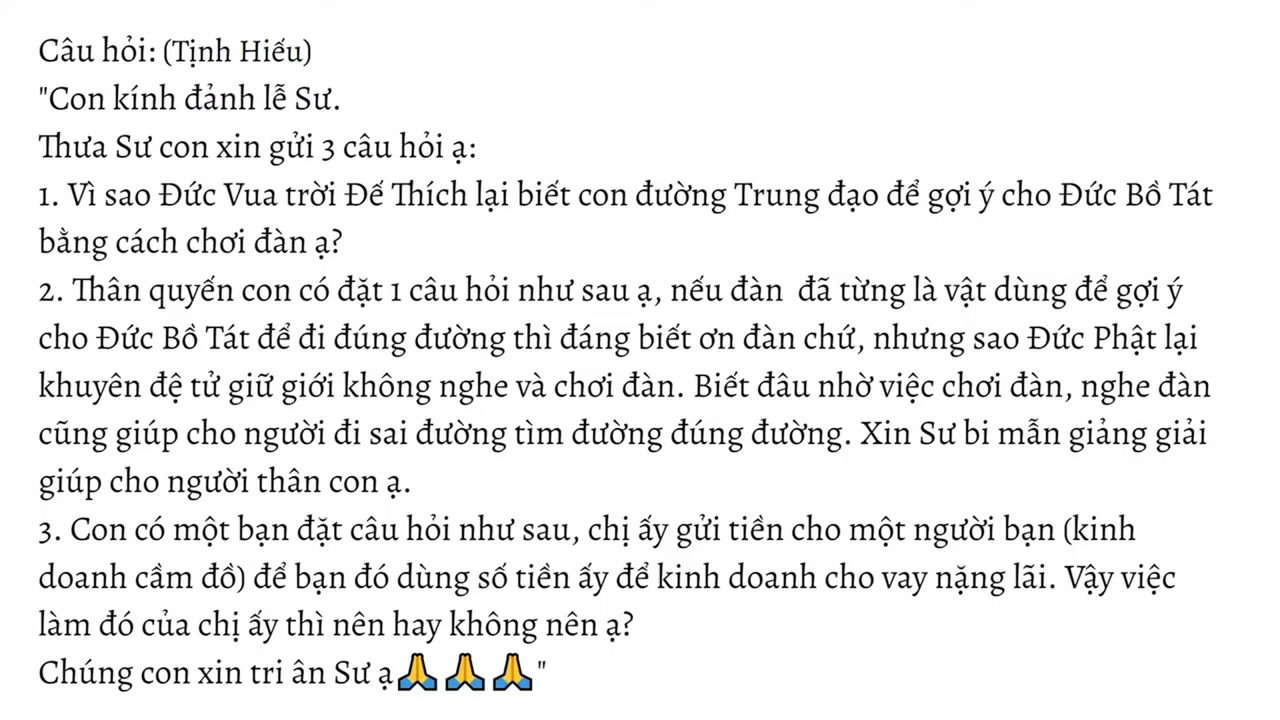 Câu hỏi: (Tịnh Hiếu)
"Con kính đảnh lễ Sư.
Thưa Sư con xin gửi 3 câu hỏi ạ:
1. Vì sao Đức Vua trời Đế Thích lại biết con đường Trung đạo để gợi ý cho Đức Bồ Tát
bằng cách chơi đàn ạ?
2. Thân quyến con có đặt 1 câu hỏi như sau ạ, nếu đàn  đã từng là vật dùng để gợi ý
cho Đức Bồ Tát để đi đúng đường thì đáng biết ơn đàn chứ, nhưng sao Đức Phật lại
khuyên đệ tử giữ giới không nghe và chơi đàn. Biết đâu nhờ việc chơi đàn, nghe đàn
cũng giúp cho người đi sai đường tìm đường đúng đường. Xin Sư bi mẫn giảng giải
giúp cho người thân con ạ.
3. Con có một bạn đặt câu hỏi như sau, chị ấy gửi tiền cho một người bạn (kinh
doanh cầm đồ) để bạn đó dùng số tiền ấy để kinh doanh cho vay nặng lãi. Vậy việc
làm đó của chị ấy thì nên hay không nên ạ?
Chúng con xin tri ân Sư ạ🙏🙏🙏"